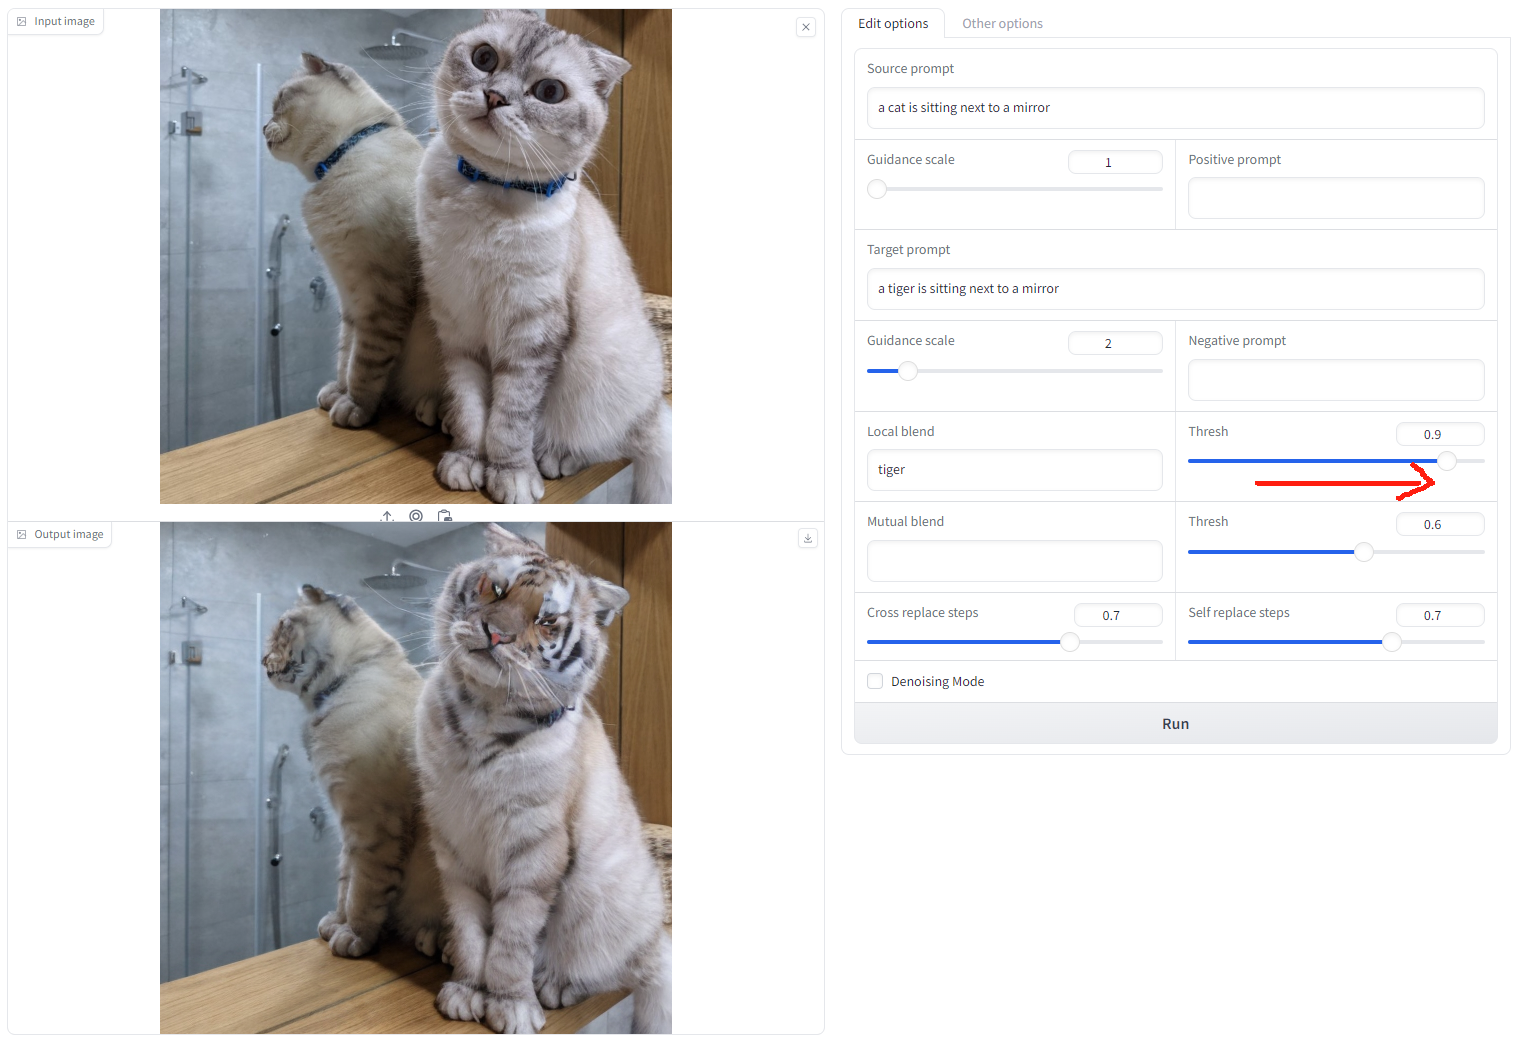 Input image
Output image
Edit options
Other options
Source prompt
a cat is sitting next to a mirror
Guidance scale
1
Positive prompt
Target prompt
a tiger is sitting next to a mirror
Guidance scale
2
Negative prompt
Local blend
tiger
Thresh
0.9
Mutual blend
Thresh
0.6
Cross replace steps
0.7
Self replace steps
0.7
Denoising Mode
Run